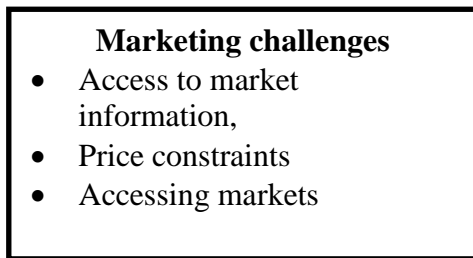 Marketing challenges
• Access to market
information,
• Price constraints
• Accessing markets